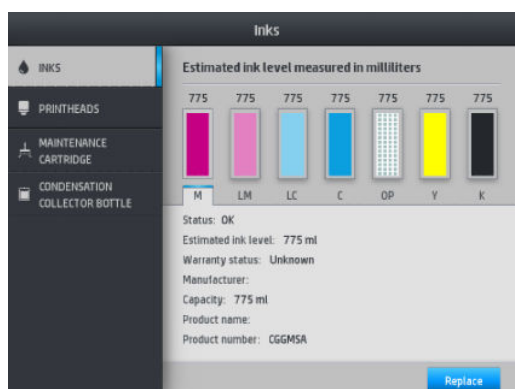 Inks
INKS
PRINTHEADS
MAINTENANCE
CARTRIDGE
CONDENSATION
COLLECTOR BOTTLE
Estimated ink level measured in milliliters
775 775 775 775 775 775 775
M LM LC C OP Y K
Status: OK
Estimated ink level: 775 ml
Warranty status: Unknown
Manufacturer:
Capacity: 775 ml
Product name:
Product number: CGGMSA
Replace